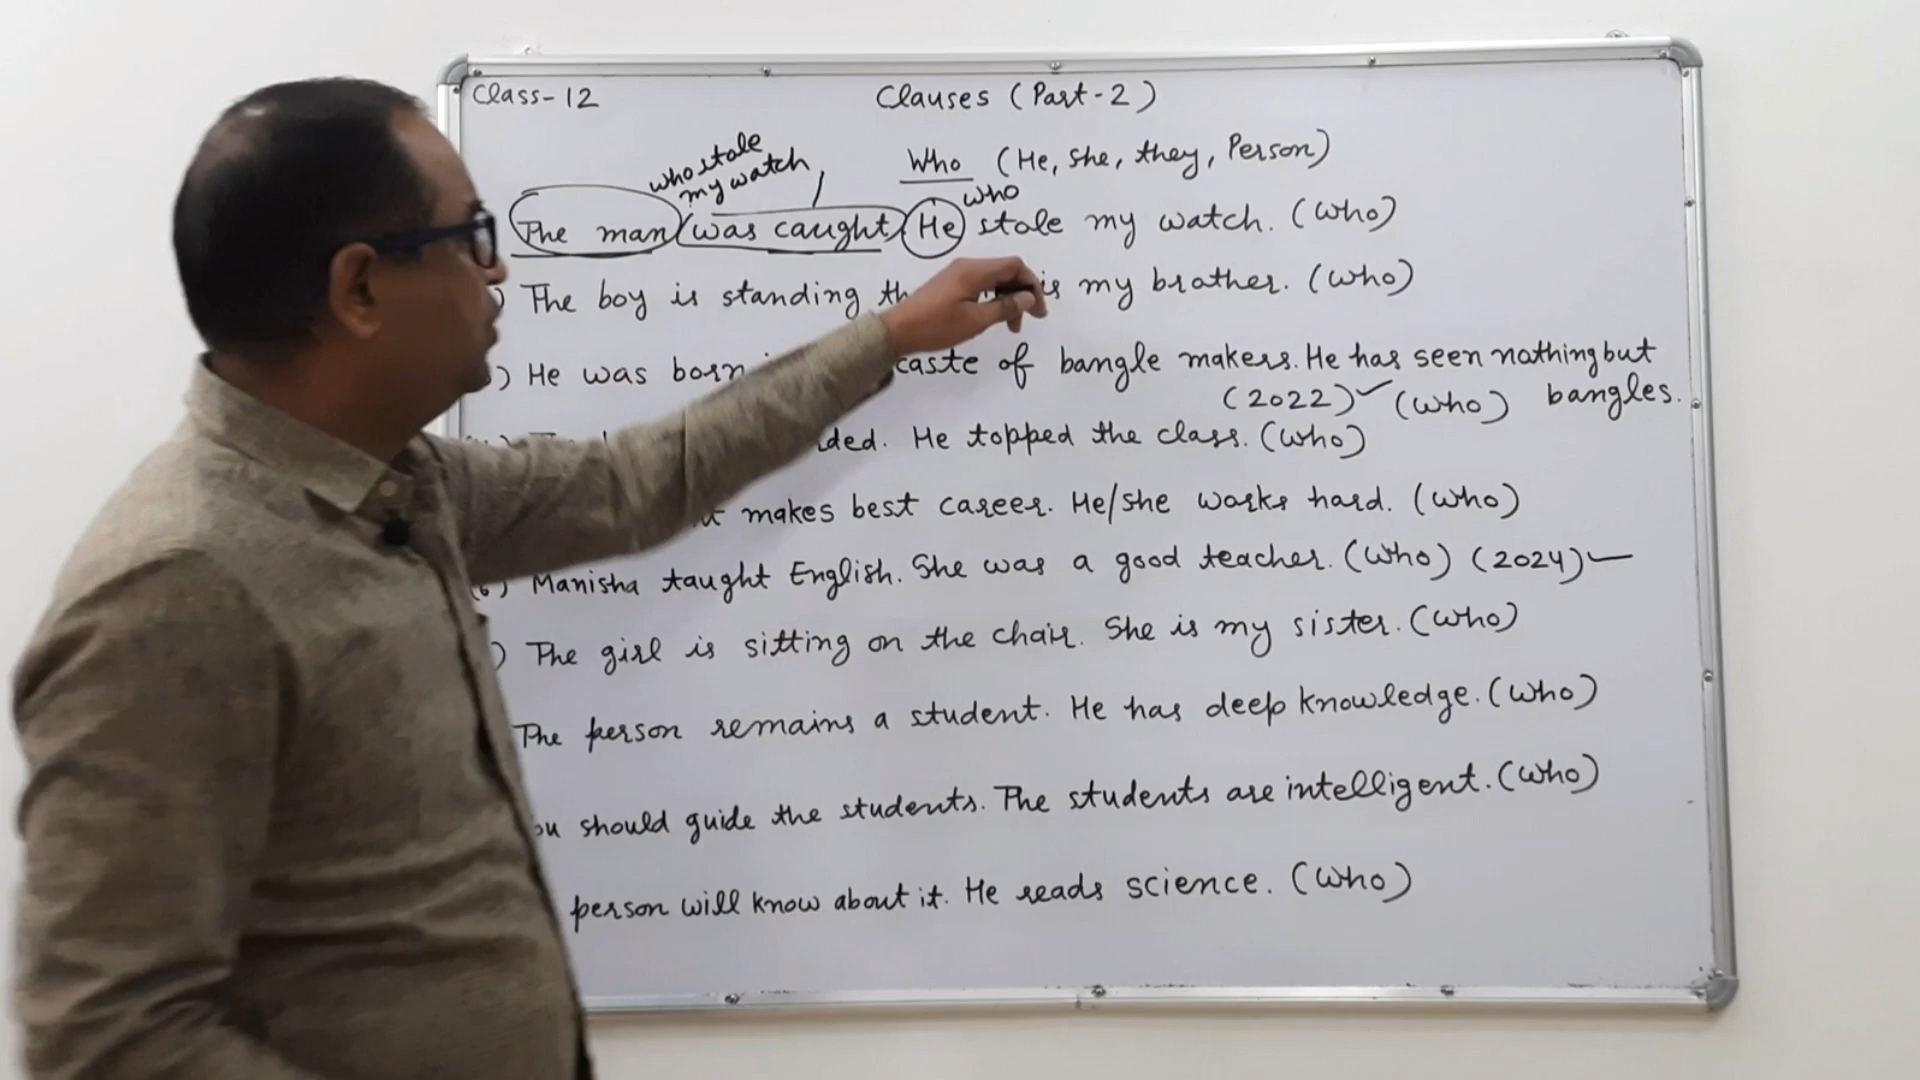 Class-12
Clauses (Part-2)
who stole
my watch
Who (He, She, they, Person)
who
The man was caught He stole my watch. (Who)
) The boy is standing is my brother. (Who)
) He was born caste of bangle makers. He has seen nothing but
(2022) (Who) bangles.
He topped the class. (Who)
makes best career. He/She works hard. (Who)
(6) Manisha taught English. She was a good teacher. (Who) (2024)
) The girl is sitting on the chair. She is my sister. (Who)
The person remains a student. He has deep knowledge. (Who)
should guide the students. The students are intelligent. (Who)
person will know about it. He reads science. (Who)